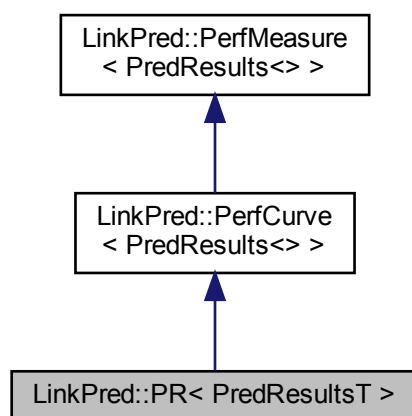 LinkPred::PerfMeasure
< PredResults<> >
LinkPred::PerfCurve
< PredResults<> >
LinkPred::PR< PredResultsT >